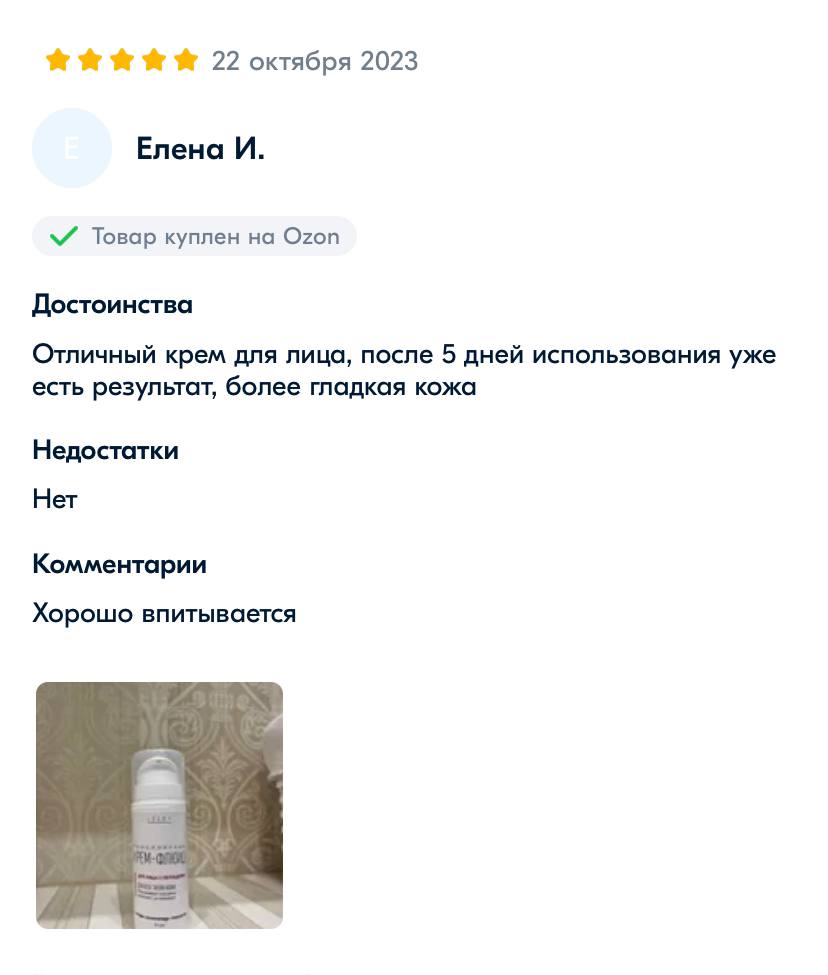 22 октября 2023
Е
Елена И.
Товар куплен на Ozon
Достоинства
Отличный крем для лица, после 5 дней использования уже
есть результат, более гладкая кожа
Недостатки
Нет
Комментарии
Хорошо впитывается
КРЕМ-ФЛЮИД